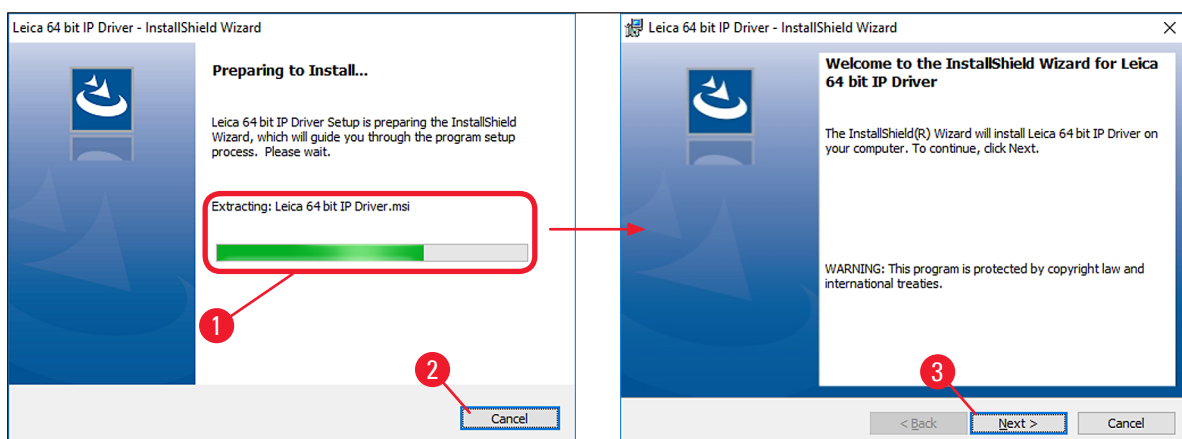 Leica 64 bit IP Driver - InstallShield Wizard
Preparing to Install...
Leica 64 bit IP Driver Setup is preparing the InstallShield
Wizard, which will guide you through the program setup
process. Please wait.
Extracting: Leica 64 bit IP Driver.msi
1
2
Cancel
Leica 64 bit IP Driver - InstallShield Wizard
Welcome to the InstallShield Wizard for Leica
64 bit IP Driver
The InstallShield(R) Wizard will install Leica 64 bit IP Driver on
your computer. To continue, click Next.
WARNING: This program is protected by copyright law and
international treaties.
3
< Back
Next >
Cancel